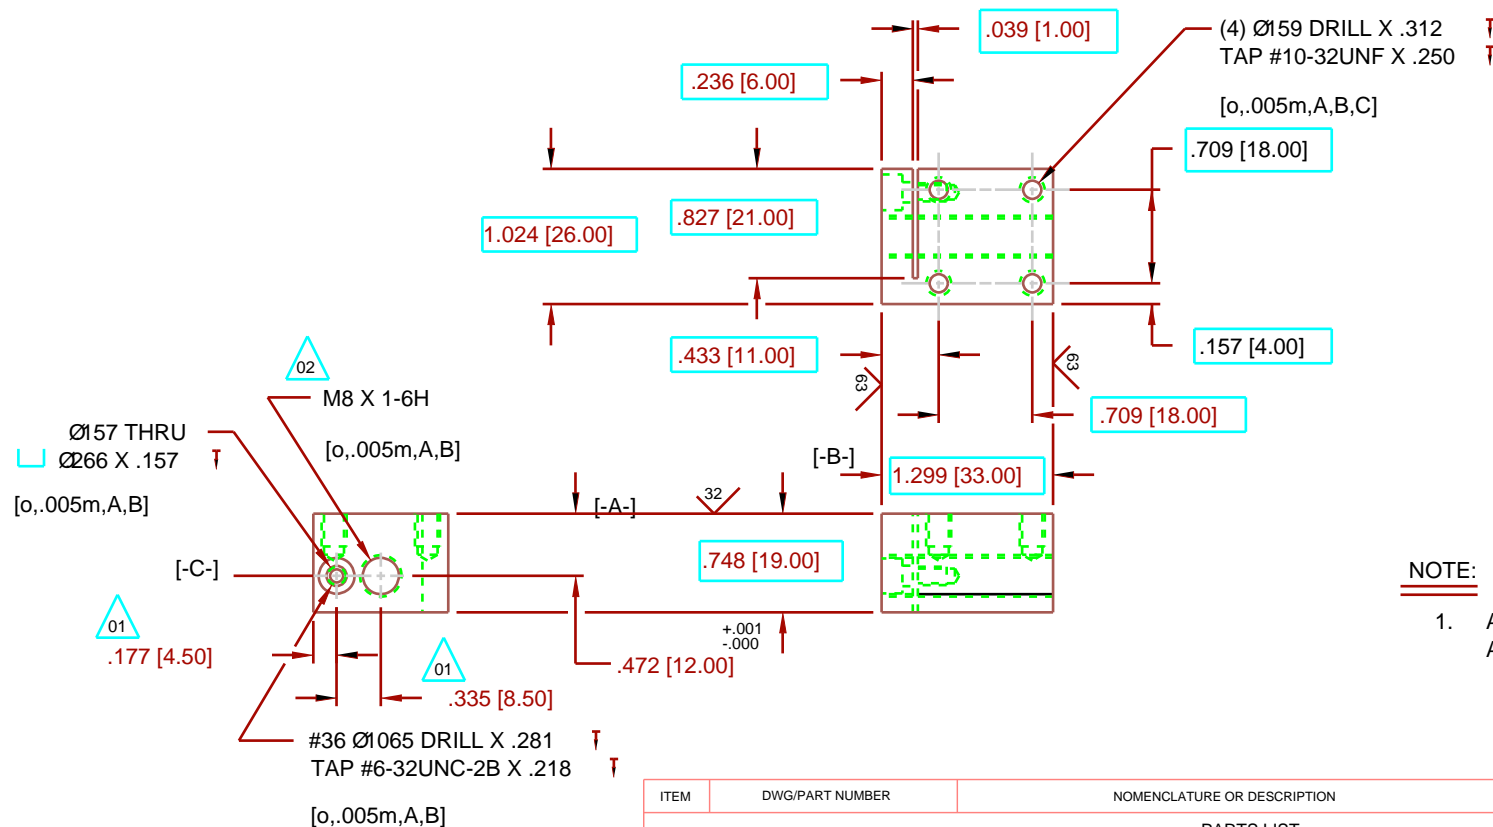 .039 [1.00]
(4) Ø159 DRILL X .312
TAP #10-32UNF X .250
[o,.005m,A,B,C]
.236 [6.00]
.709 [18.00]
.827 [21.00]
1.024 [26.00]
.157 [4.00]
.433 [11.00]
63
63
.709 [18.00]
02
M8 X 1-6H
[o,.005m,A,B]
Ø157 THRU
Ø266 X .157
[o,.005m,A,B]
[-B-]
1.299 [33.00]
[-A-]
32
.748 [19.00]
[-C-]
+.001
-.000
01
.177 [4.50]
.472 [12.00]
01
.335 [8.50]
#36 Ø1065 DRILL X .281
TAP #6-32UNC-2B X .218
[o,.005m,A,B]
NOTE:
1. A
A
ITEM DWG/PART NUMBER NOMENCLATURE OR DESCRIPTION
PARTS LIST